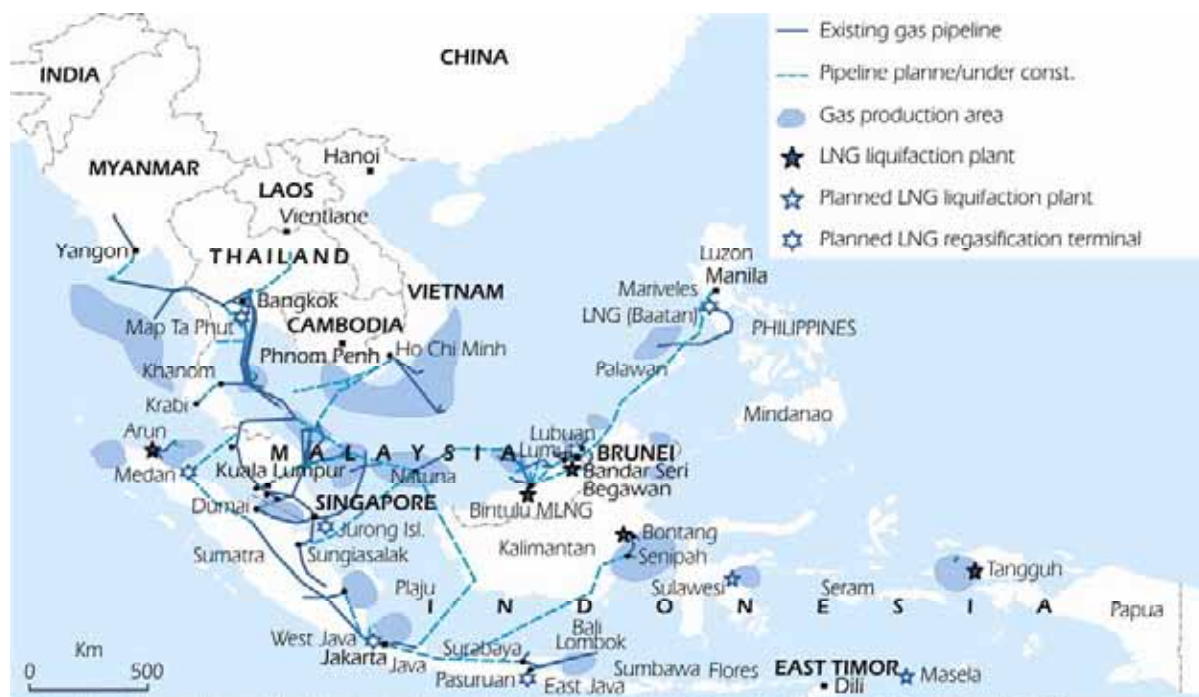 Existing gas pipeline
Pipeline planne/under const.
Gas production area
LNG liquifaction plant
Planned LNG liquifaction plant
Planned LNG regasification terminal
INDIA
CHINA
MYANMAR
Hanoi
LAOS
Vientiane
Yangon
THAILAND
Luzon
Manila
Bangkok
VIETNAM
Mariveles
LNG (Baatan)
Map Ta Phut
CAMBODIA
PHILIPPINES
Phnom Penh
Ho Chi Minh
Khanom
Palawan
Krabi
Mindanao
Arun
Lubuan
MALAYSIA
Lumut
BRUNEI
Medan
Kuala Lumpur
Natuna
Bandar Seri
Begawan
Dumai
SINGAPORE
Bintulu MLNG
Jurong Isl.
Bontang
Kalimantan
Sumatra
Sungiasalak
Senipah
Tangguh
Plaju
Sulawesi
Seram
INDONESIA
Papua
West Java
Bali
Km
Jakarta
Java
Surabaya
Lombok
0
500
Pasuruan
East Java
Sumbawa
Flores
EAST TIMOR
Masela
Dili